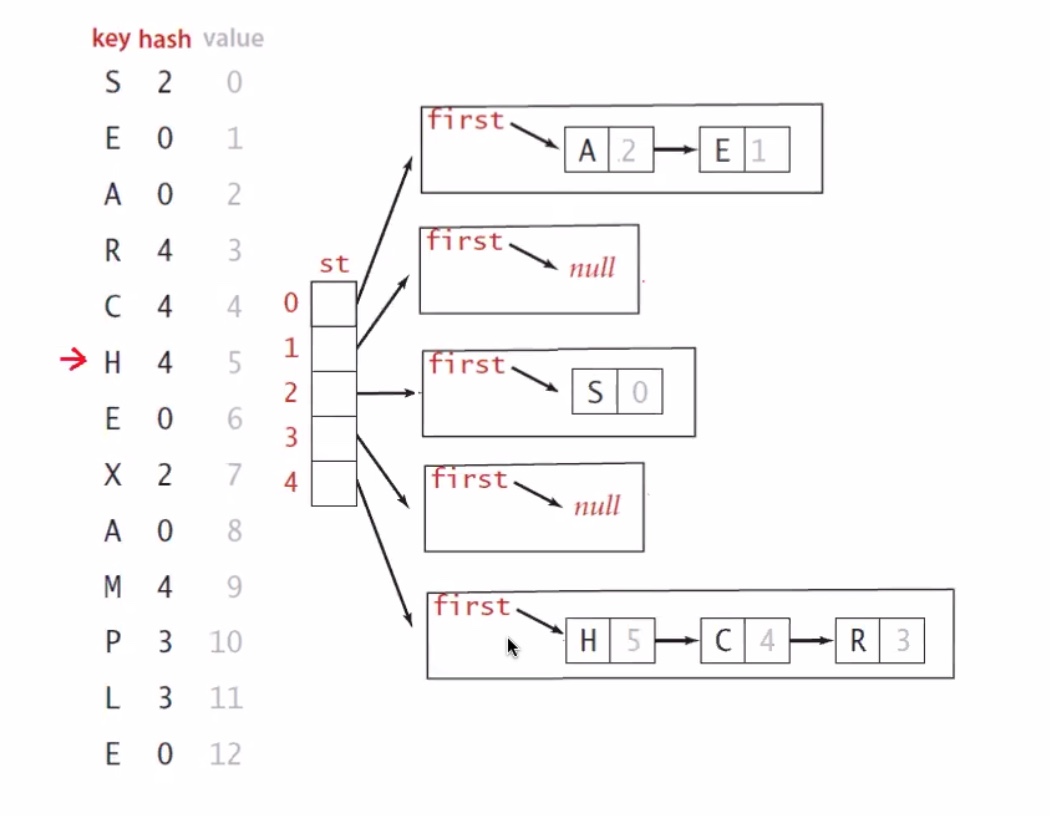 key hash value
S 2 0
E 0 1
A 0 2
R 4 3
C 4 4
H 4 5
E 0 6
X 2 7
A 0 8
M 4 9
P 3 10
L 3 11
E 0 12
st
0
1
2
3
4
first
A 2 E 1
first
null
first
S 0
first
null
first
H 5 C 4 R 3